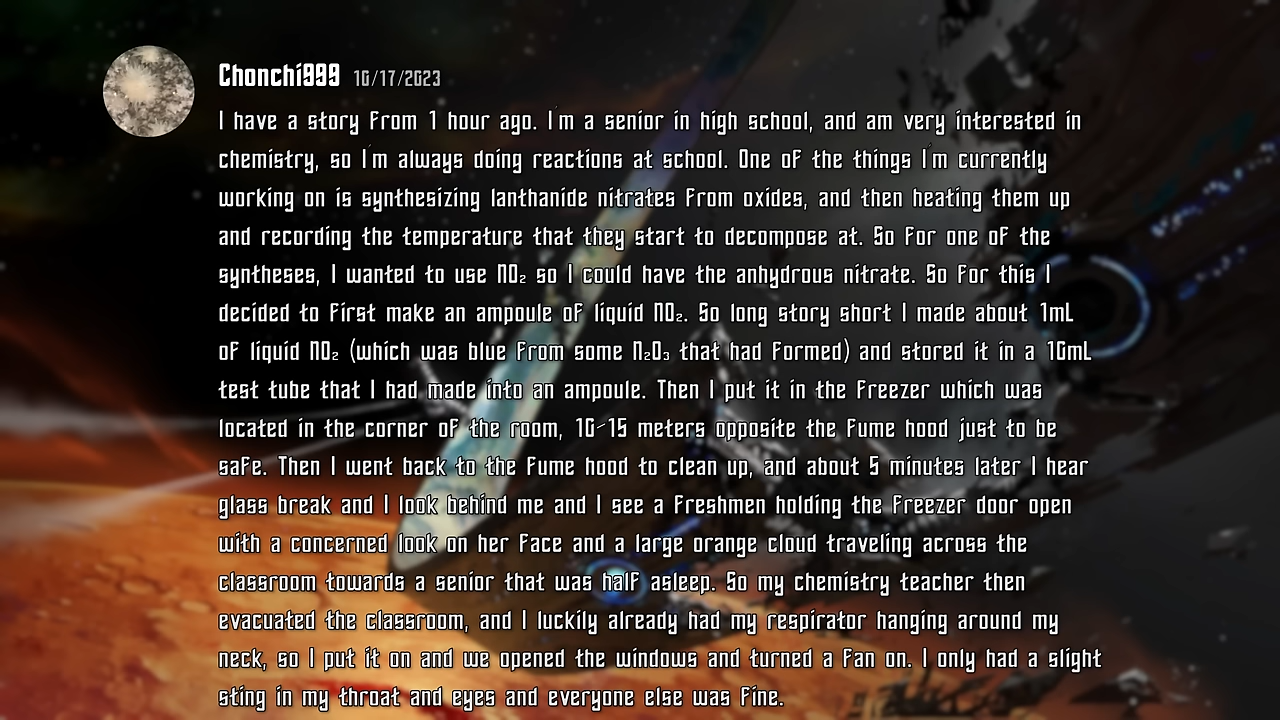 Chonchi999 10/17/2023
I have a story from 1 hour ago. I'm a senior in high school, and am very interested in
chemistry, so I'm always doing reactions at school. One of the things I'm currently
working on is synthesizing lanthanide nitrates from oxides, and then heating them up
and recording the temperature that they start to decompose at. So for one of the
syntheses, I wanted to use NO₂ so I could have the anhydrous nitrate. So for this I
decided to first make an ampoule of liquid NO₂. So long story short I made about 1mL
of liquid NO₂ (which was blue from some N₂O₃ that had formed) and stored it in a 10mL
test tube that I had made into an ampoule. Then I put it in the freezer which was
located in the corner of the room, 10-15 meters opposite the fume hood just to be
safe. Then I went back to the fume hood to clean up, and about 5 minutes later I hear
glass break and I look behind me and I see a freshmen holding the freezer door open
with a concerned look on her face and a large orange cloud traveling across the
classroom towards a senior that was half asleep. So my chemistry teacher then
evacuated the classroom, and I luckily already had my respirator hanging around my
neck, so I put it on and we opened the windows and turned a fan on. I only had a slight
sting in my throat and eyes and everyone else was fine.